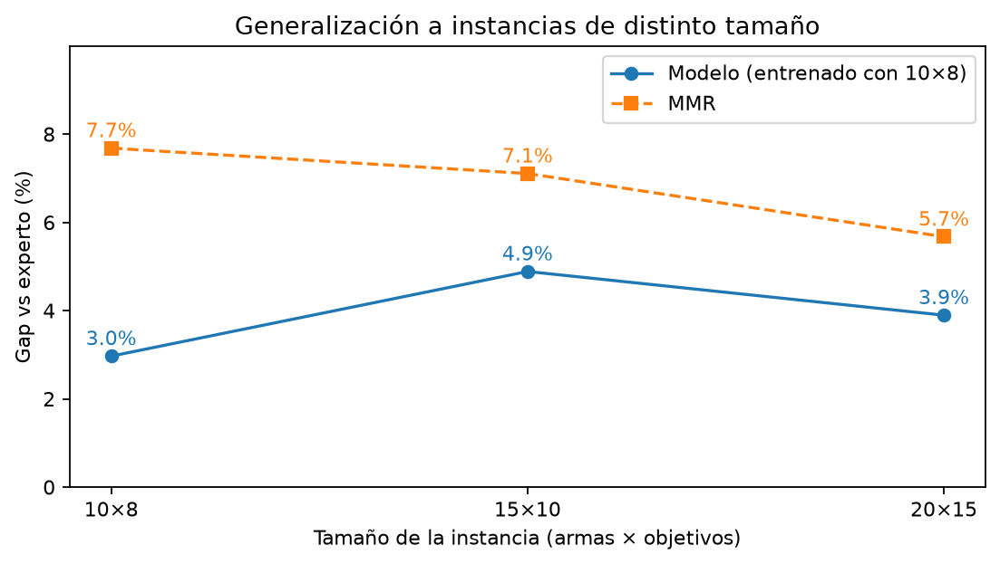 Generalización a instancias de distinto tamaño
Modelo (entrenado con 10×8)
MMR
Gap vs experto (%)
8
6
4
2
0
7.7%
7.1%
5.7%
3.0%
4.9%
3.9%
10×8
15×10
20×15
Tamaño de la instancia (armas × objetivos)